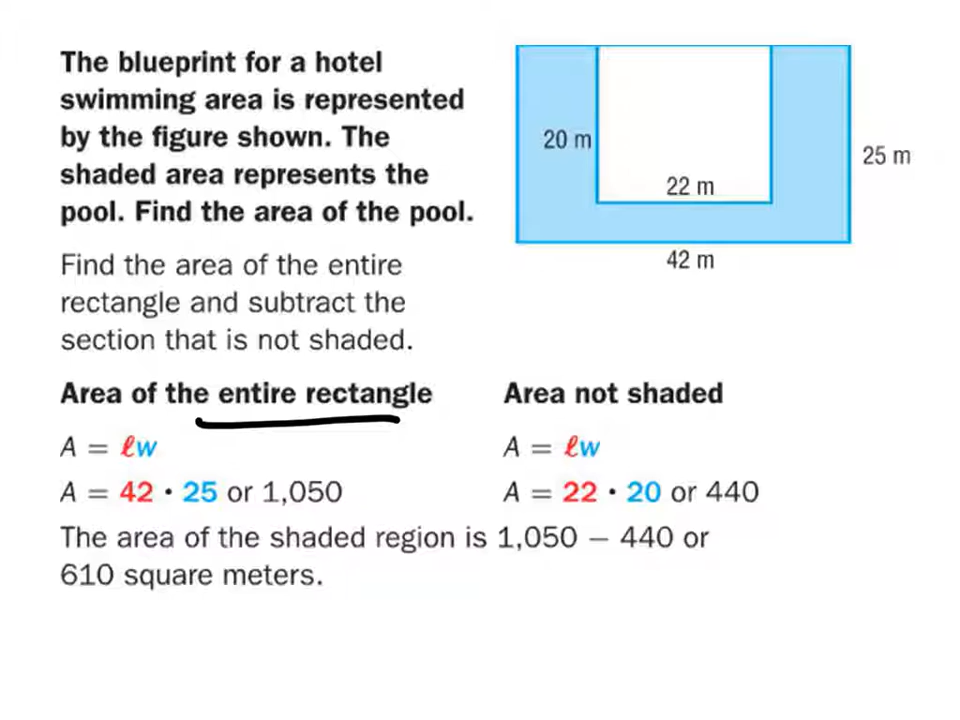 The blueprint for a hotel
swimming area is represented
by the figure shown. The
shaded area represents the
pool. Find the area of the pool.
20 m
22 m
25 m
42 m
Find the area of the entire
rectangle and subtract the
section that is not shaded.
Area of the entire rectangle
A = ℓw
A = 42 • 25 or 1,050
Area not shaded
A = ℓw
A = 22 • 20 or 440
The area of the shaded region is 1,050 − 440 or
610 square meters.